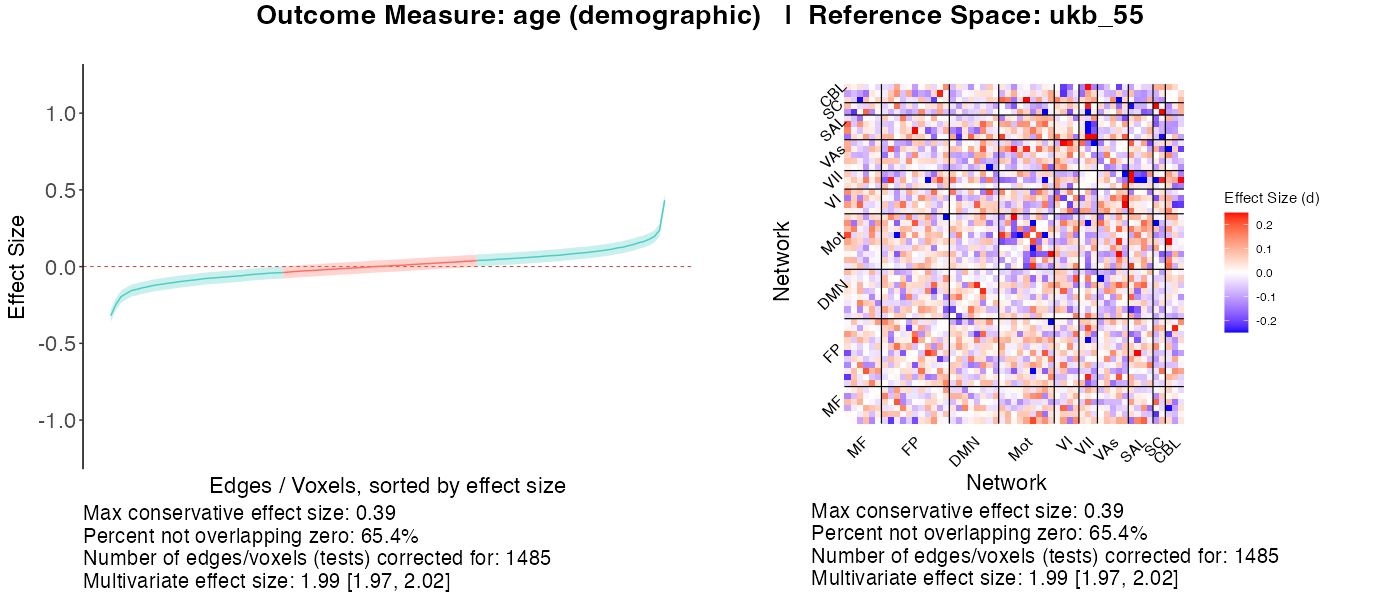 Outcome Measure: age (demographic) | Reference Space: ukb_55
Effect Size
1.0
0.5
0.0
-0.5
-1.0
Edges / Voxels, sorted by effect size
Max conservative effect size: 0.39
Percent not overlapping zero: 65.4%
Number of edges/voxels (tests) corrected for: 1485
Multivariate effect size: 1.99 [1.97, 2.02]
Network
CBL
SC
SAL
VAs
VII
VI
Mot
DMN
FP
MF
MF
FP
DMN
Mot
VI
VII
VAs
SAL
SC
CBL
Network
Effect Size (d)
0.2
0.1
0.0
-0.1
-0.2
Max conservative effect size: 0.39
Percent not overlapping zero: 65.4%
Number of edges/voxels (tests) corrected for: 1485
Multivariate effect size: 1.99 [1.97, 2.02]